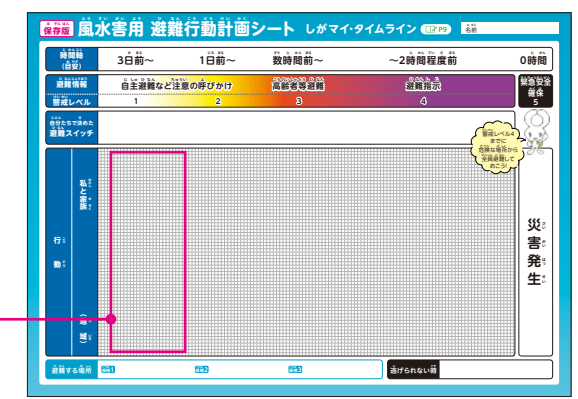 保存版 風水害用 避難行動計画シート しがマイ・タイムライン P9 名前
時間軸
(目安)
3日前~ 1日前~ 数時間前~ ~2時間程度前 0時間
避難情報 自主避難など注意の呼びかけ 高齢者等避難 避難指示 緊急安全
確保
警戒レベル 1 2 3 4 5
自分たちで決めた
避難スイッチ
警戒レベル4
までに
危険な場所から
全員避難して
おこう!
私と家族
行動
(地域)
災害発生
避難する場所 1 2 3 逃げられない時